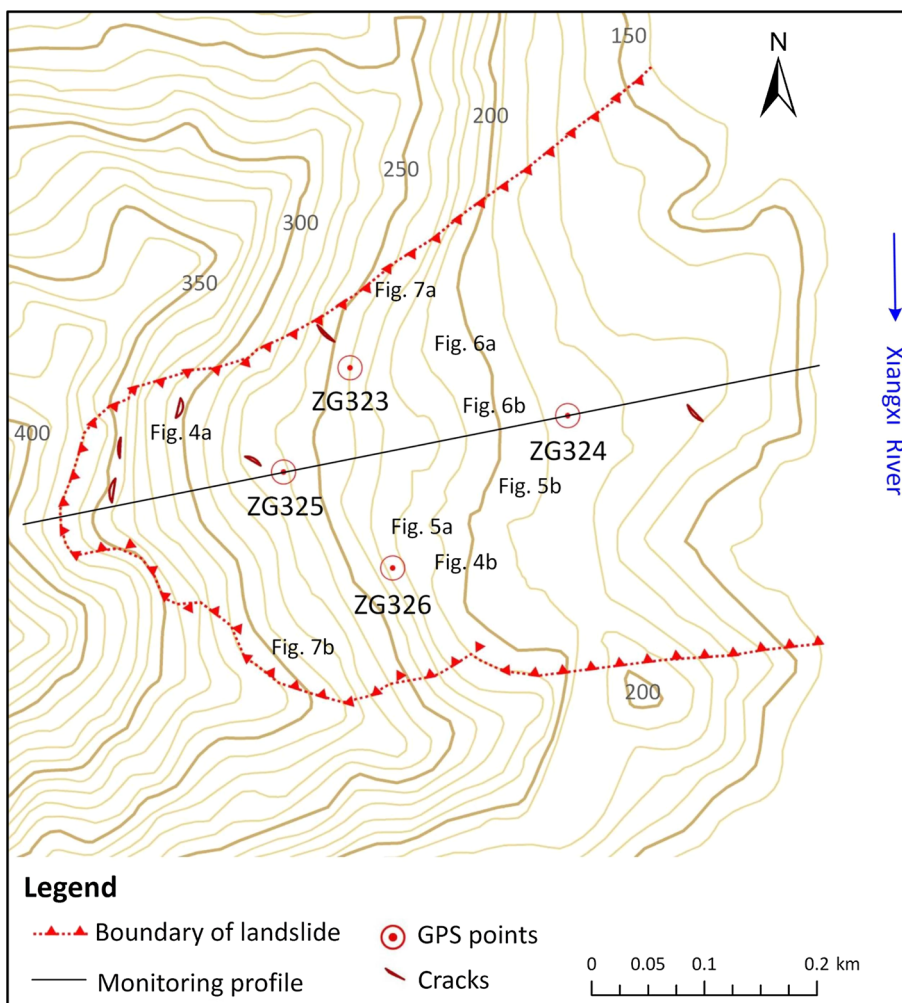 150
N
200
250
300
350
Fig. 7a
Fig. 6a
Xiangxi River
ZG323
Fig. 6b
400
Fig. 4a
ZG324
ZG325
Fig. 5b
Fig. 5a
Fig. 4b
ZG326
Fig. 7b
200
Legend
Boundary of landslide
GPS points
Monitoring profile
Cracks
0 0.05 0.1 0.2 km